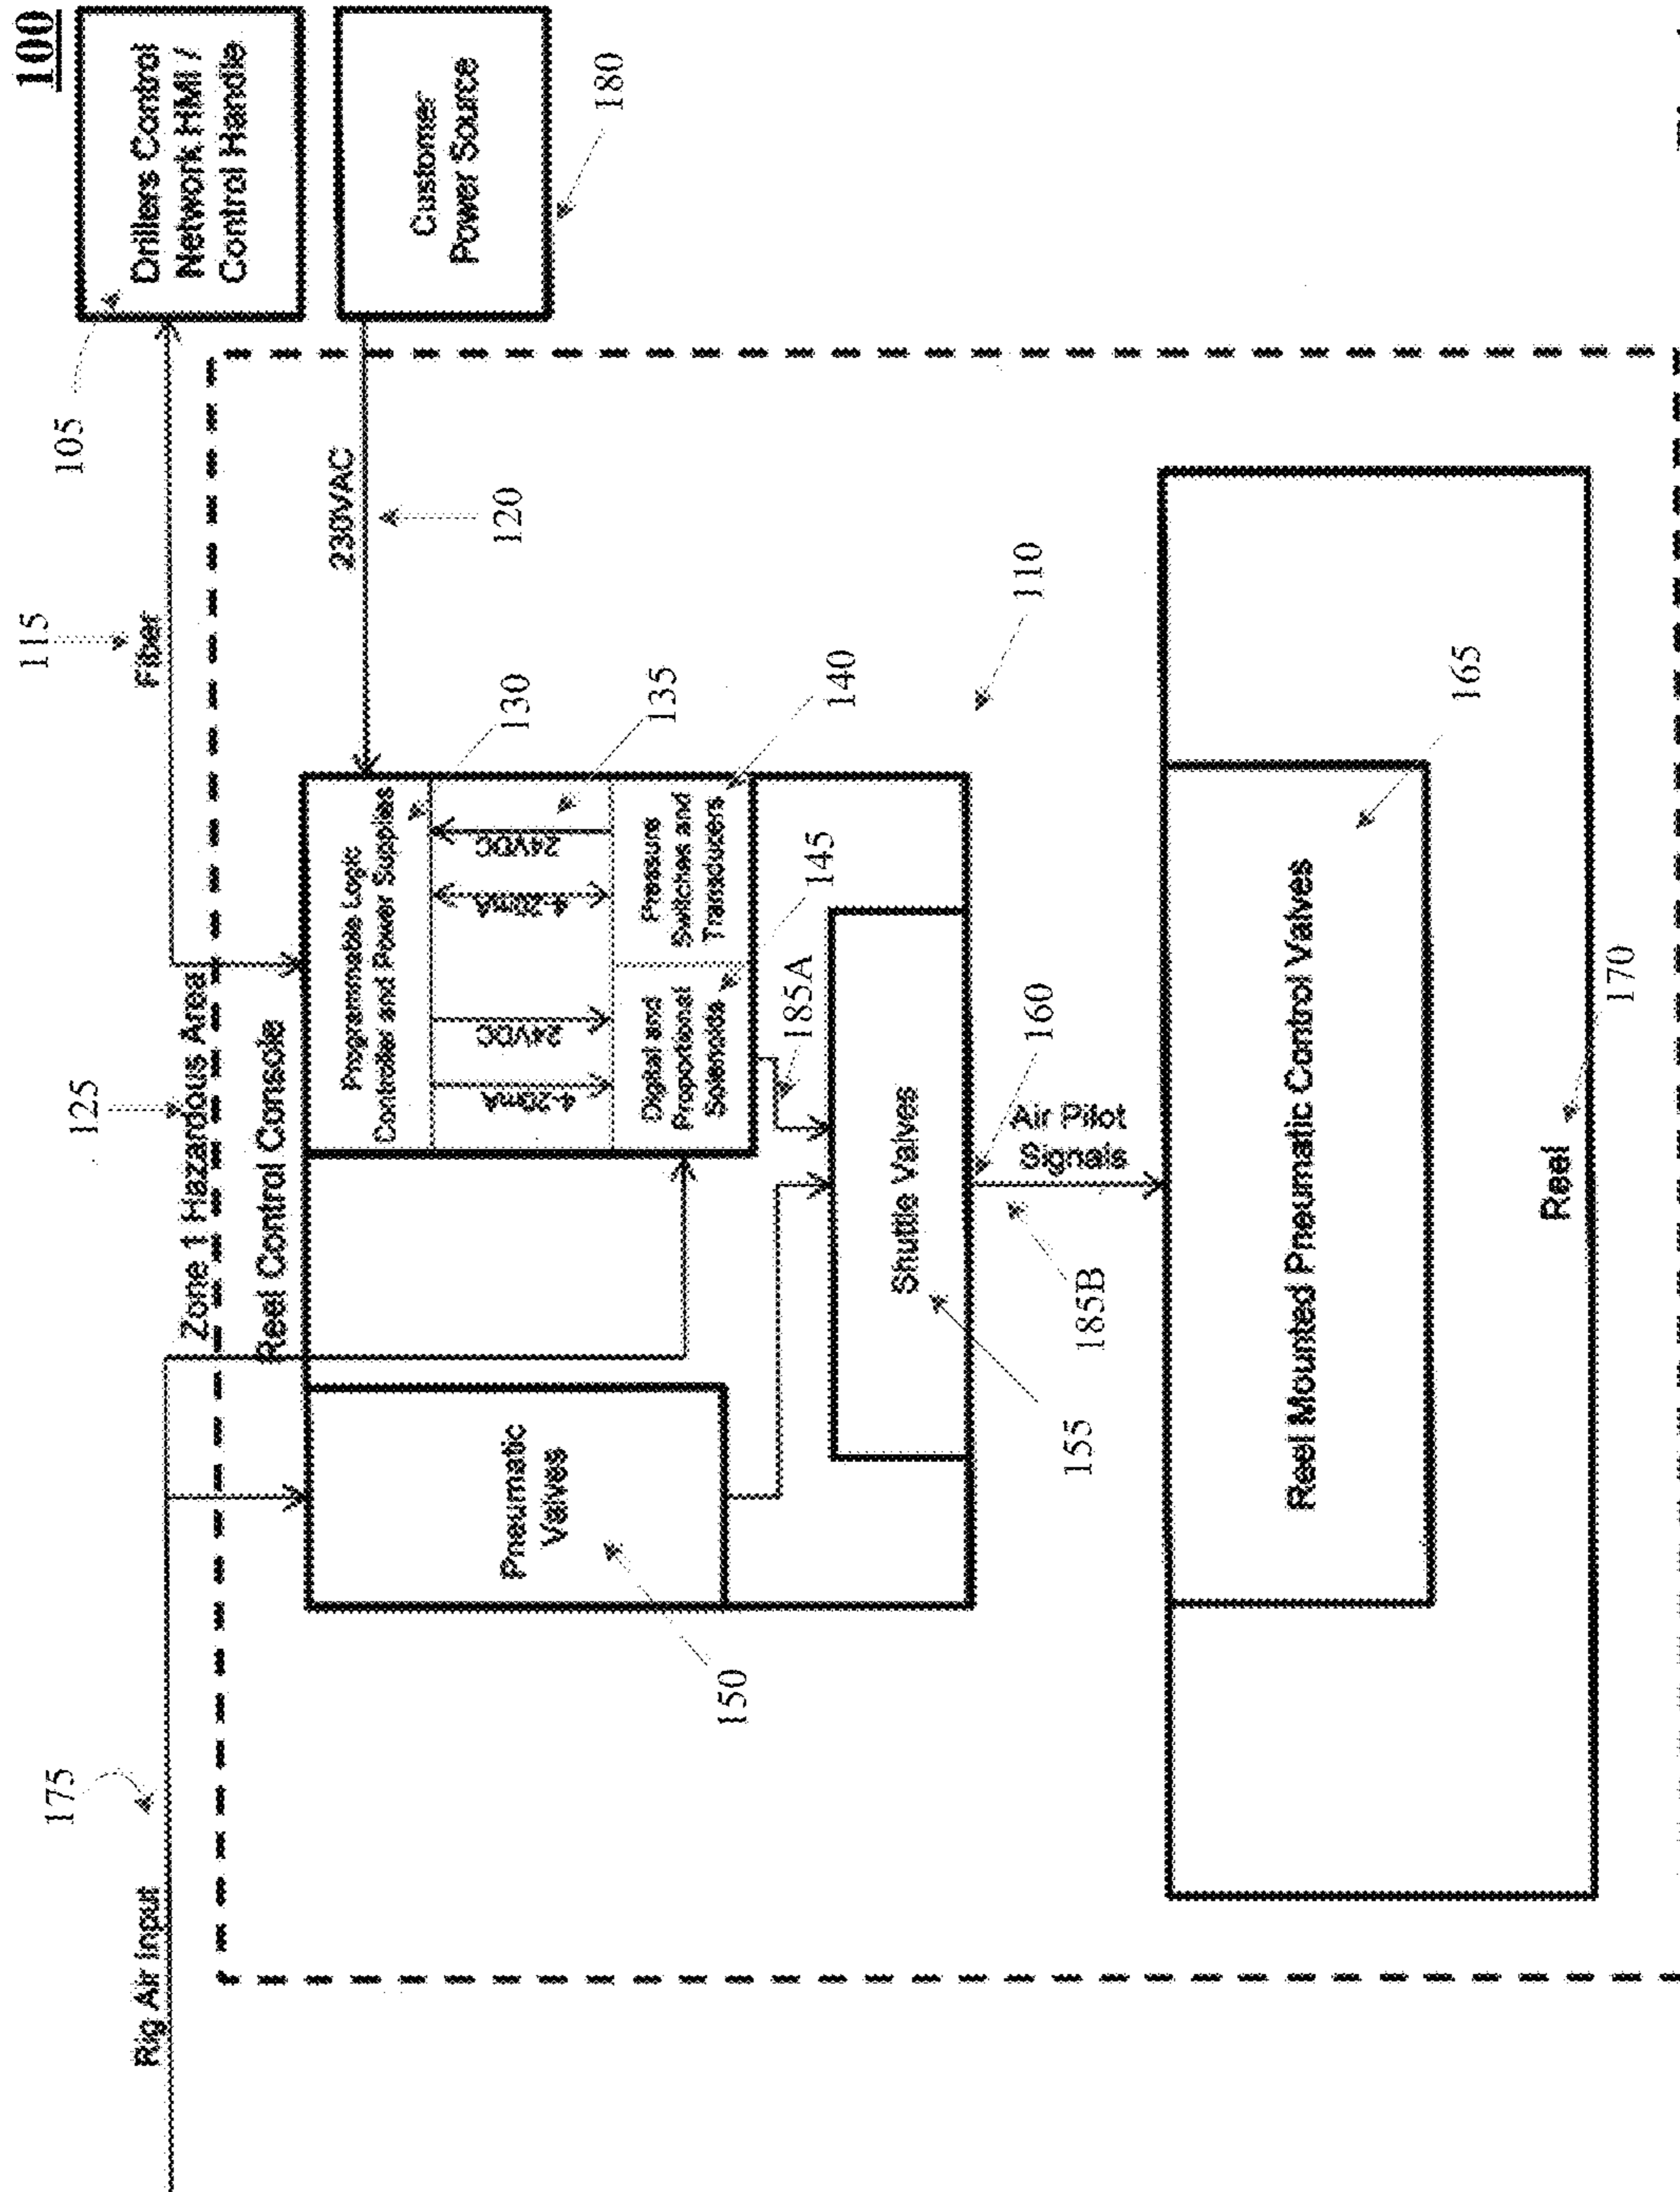 100
Drillers Control
Network HMI /
Control Handle
105
Customer
Power Source
180
115
Fiber
230VAC
120
175
Rig Air Input
125
Zone 1 Hazardous Area
Reel Control Console
Programmable Logic
Controller and Power Supplies
130
4-20mA
24VDC
4-20mA
24VDC
135
Digital and
Proportional
Solenoids
Pressure
Switches and
Transducers
140
145
Pneumatic
Valves
150
185A
Shuttle Valves
155
110
160
Air Pilot
Signals
185B
Reel Mounted Pneumatic Control Valves
165
Reel
170